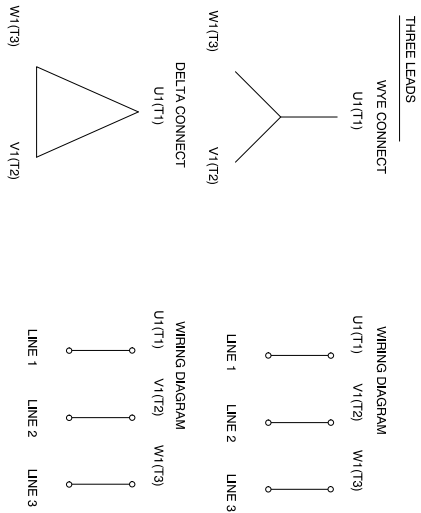 THREE LEADS
WYE CONNECT
U1(T1)
W1(T3) V1(T2)
WIRING DIAGRAM
U1(T1) V1(T2) W1(T3)
LINE 1 LINE 2 LINE 3
DELTA CONNECT
U1(T1)
W1(T3) V1(T2)
WIRING DIAGRAM
U1(T1) V1(T2) W1(T3)
LINE 1 LINE 2 LINE 3